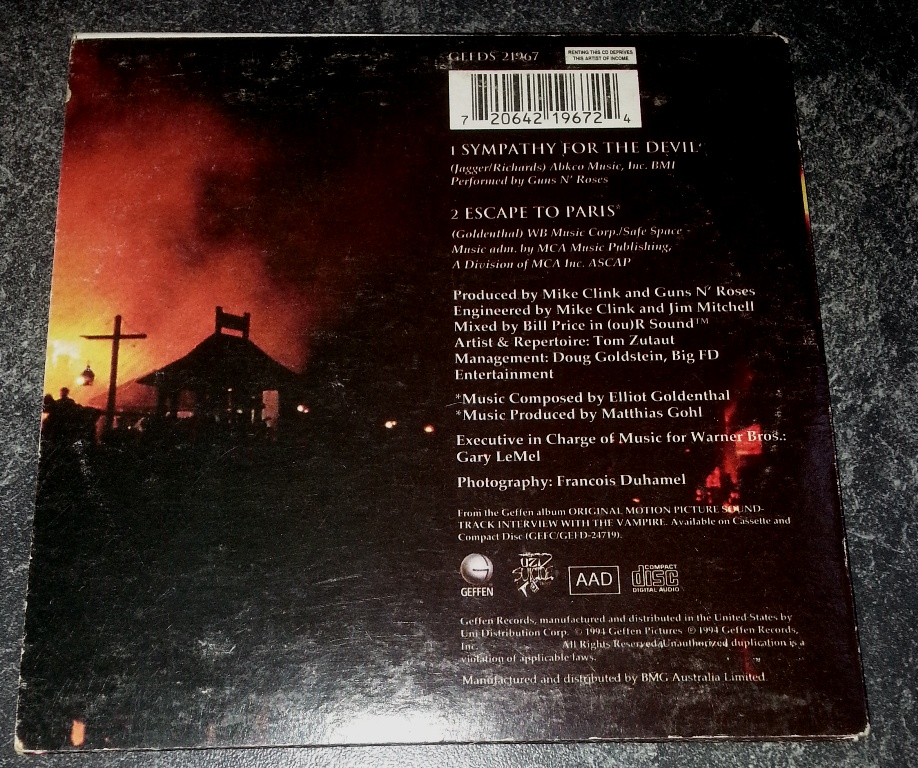 GEFDS 21967
RENTING THIS CD DEPRIVES
THIS ARTIST OF INCOME
7 20642 19672 4
1 SYMPATHY FOR THE DEVIL
(Jagger/Richards) Abkco Music, Inc. BMI
Performed by Guns N' Roses
2 ESCAPE TO PARIS*
(Goldenthal) WB Music Corp./Safe Space
Music adm. by MCA Music Publishing,
A Division of MCA Inc. ASCAP
Produced by Mike Clink and Guns N' Roses
Engineered by Mike Clink and Jim Mitchell
Mixed by Bill Price in (ou)R Sound™
Artist & Repertoire: Tom Zutaut
Management: Doug Goldstein, Big FD
Entertainment
*Music Composed by Elliot Goldenthal
*Music Produced by Matthias Gohl
Executive in Charge of Music for Warner Bros.:
Gary LeMel
Photography: Francois Duhamel
From the Geffen album ORIGINAL MOTION PICTURE SOUND-
TRACK INTERVIEW WITH THE VAMPIRE. Available on Cassette and
Compact Disc (GEFC/GEFD-24719).
GEFFEN
UZI SUICIDE
AAD
COMPACT
disc
DIGITAL AUDIO
Geffen Records, manufactured and distributed in the United States by
Uni Distribution Corp. © 1994 Geffen Pictures ℗ 1994 Geffen Records,
Inc. All Rights Reserved. Unauthorized duplication is a
violation of applicable laws.
Manufactured and distributed by BMG Australia Limited.